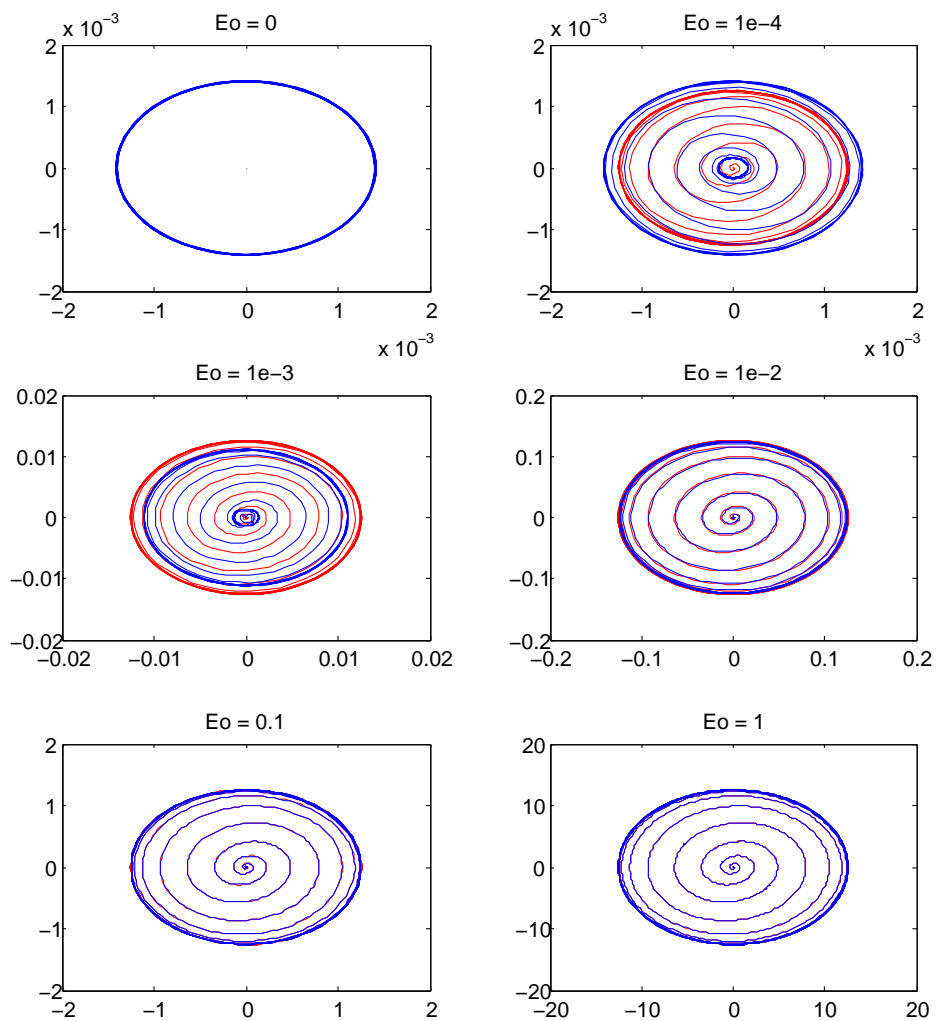 x 10⁻³ Eo = 0
2
1
0
−1
−2
−2 −1 0 1 2
x 10⁻³
x 10⁻³ Eo = 1e−4
2
1
0
−1
−2
−2 −1 0 1 2
x 10⁻³
Eo = 1e−3
0.02
0.01
0
−0.01
−0.02
−0.02 −0.01 0 0.01 0.02
Eo = 1e−2
0.2
0.1
0
−0.1
−0.2
−0.2 −0.1 0 0.1 0.2
Eo = 0.1
2
1
0
−1
−2
−2 −1 0 1 2
Eo = 1
20
10
0
−10
−20
−20 −10 0 10 20